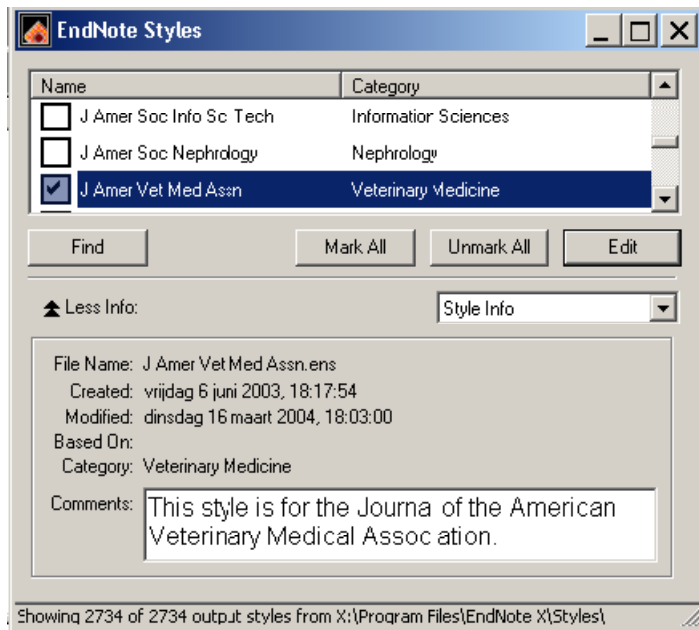 EndNote Styles
Name Category
J Amer Soc Info Sc Tech Information Sciences
J Amer Soc Nephrology Nephrology
J Amer Vet Med Assn Veterinary Medicine
Find Mark All Unmark All Edit
Less Info: Style Info
File Name: J Amer Vet Med Assn.ens
Created: vrijdag 6 juni 2003, 18:17:54
Modified: dinsdag 16 maart 2004, 18:03:00
Based On:
Category: Veterinary Medicine
Comments: This style is for the Journa of the American
Veterinary Medical Assoc ation.
Showing 2734 of 2734 output styles from X:\Program Files\EndNote X\Styles\